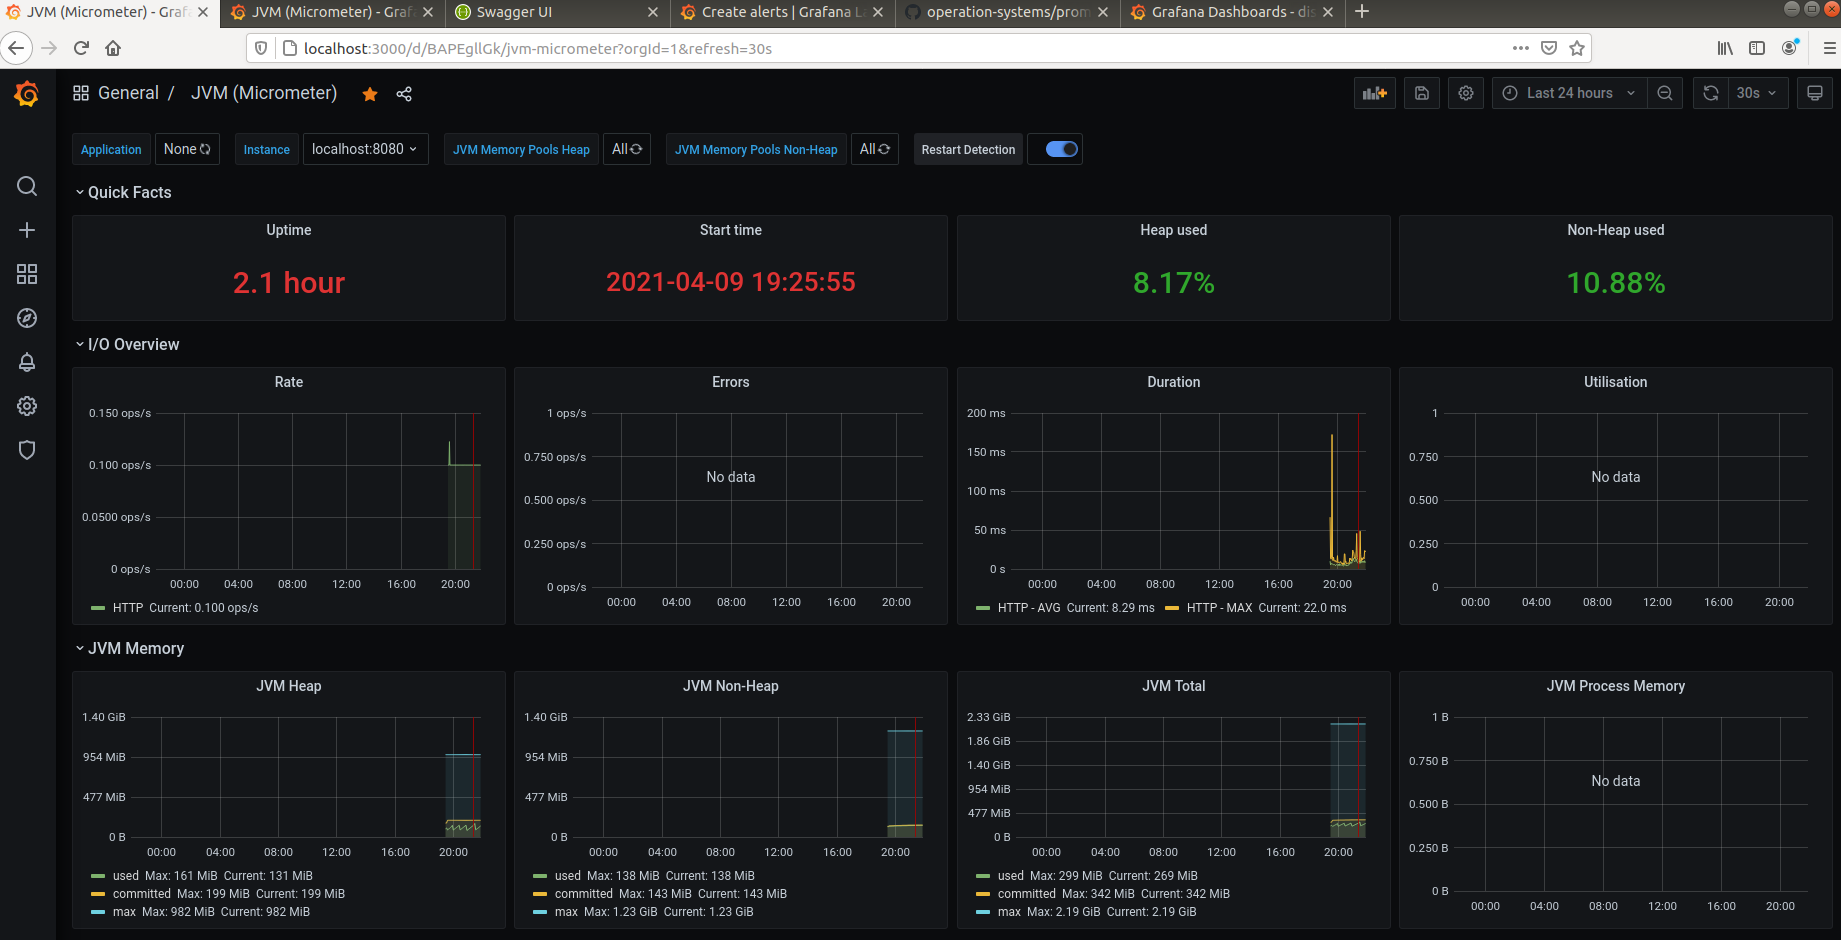 JVM (Micrometer) - Grafa
JVM (Micrometer) - Grafa
Swagger UI
Create alerts | Grafana La
operation-systems/prom
Grafana Dashboards - dis
localhost:3000/d/BAPEgllGk/jvm-micrometer?orgId=1&refresh=30s
General / JVM (Micrometer)
Last 24 hours
30s
Application None
Instance localhost:8080
JVM Memory Pools Heap All
JVM Memory Pools Non-Heap All
Restart Detection
Quick Facts
Uptime
2.1 hour
Start time
2021-04-09 19:25:55
Heap used
8.17%
Non-Heap used
10.88%
I/O Overview
Rate
0.150 ops/s
0.100 ops/s
0.0500 ops/s
0 ops/s
00:00 04:00 08:00 12:00 16:00 20:00
HTTP Current: 0.100 ops/s
Errors
1 ops/s
0.750 ops/s
0.500 ops/s
0.250 ops/s
0 ops/s
No data
00:00 04:00 08:00 12:00 16:00 20:00
Duration
200 ms
150 ms
100 ms
50 ms
0 s
00:00 04:00 08:00 12:00 16:00 20:00
HTTP - AVG Current: 8.29 ms HTTP - MAX Current: 22.0 ms
Utilisation
1
0.750
0.500
0.250
0
No data
00:00 04:00 08:00 12:00 16:00 20:00
JVM Memory
JVM Heap
1.40 GiB
954 MiB
477 MiB
0 B
00:00 04:00 08:00 12:00 16:00 20:00
used Max: 161 MiB Current: 131 MiB
committed Max: 199 MiB Current: 199 MiB
max Max: 982 MiB Current: 982 MiB
JVM Non-Heap
1.40 GiB
954 MiB
477 MiB
0 B
00:00 04:00 08:00 12:00 16:00 20:00
used Max: 138 MiB Current: 138 MiB
committed Max: 143 MiB Current: 143 MiB
max Max: 1.23 GiB Current: 1.23 GiB
JVM Total
2.33 GiB
1.86 GiB
1.40 GiB
954 MiB
477 MiB
0 B
00:00 04:00 08:00 12:00 16:00 20:00
used Max: 299 MiB Current: 269 MiB
committed Max: 342 MiB Current: 342 MiB
max Max: 2.19 GiB Current: 2.19 GiB
JVM Process Memory
1 B
0.750 B
0.500 B
0.250 B
0 B
No data
00:00 04:00 08:00 12:00 16:00 20:00